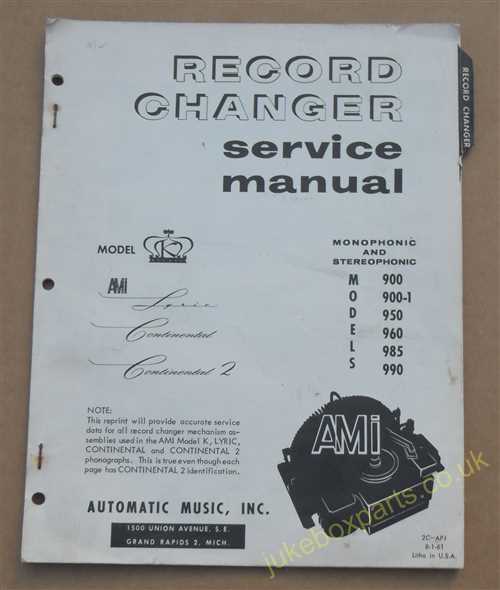 RECORD
CHANGER
service
manual
RECORD CHANGER
MODEL K
AMi
Lyric
Continental
Continental 2
MONOPHONIC
AND
STEREOPHONIC
MODELS
900
900-1
950
960
985
990
NOTE:
This reprint will provide accurate service
data for all record changer mechanism as-
semblies used in the AMI Model K, LYRIC,
CONTINENTAL and CONTINENTAL 2
phonographs. This is true even though each
page has CONTINENTAL 2 identification.
AMi
AUTOMATIC MUSIC, INC.
1500 UNION AVENUE, S.E.
GRAND RAPIDS 2, MICH.
8-1-61
Litho in U.S.A.
jukeboxparts.co.uk